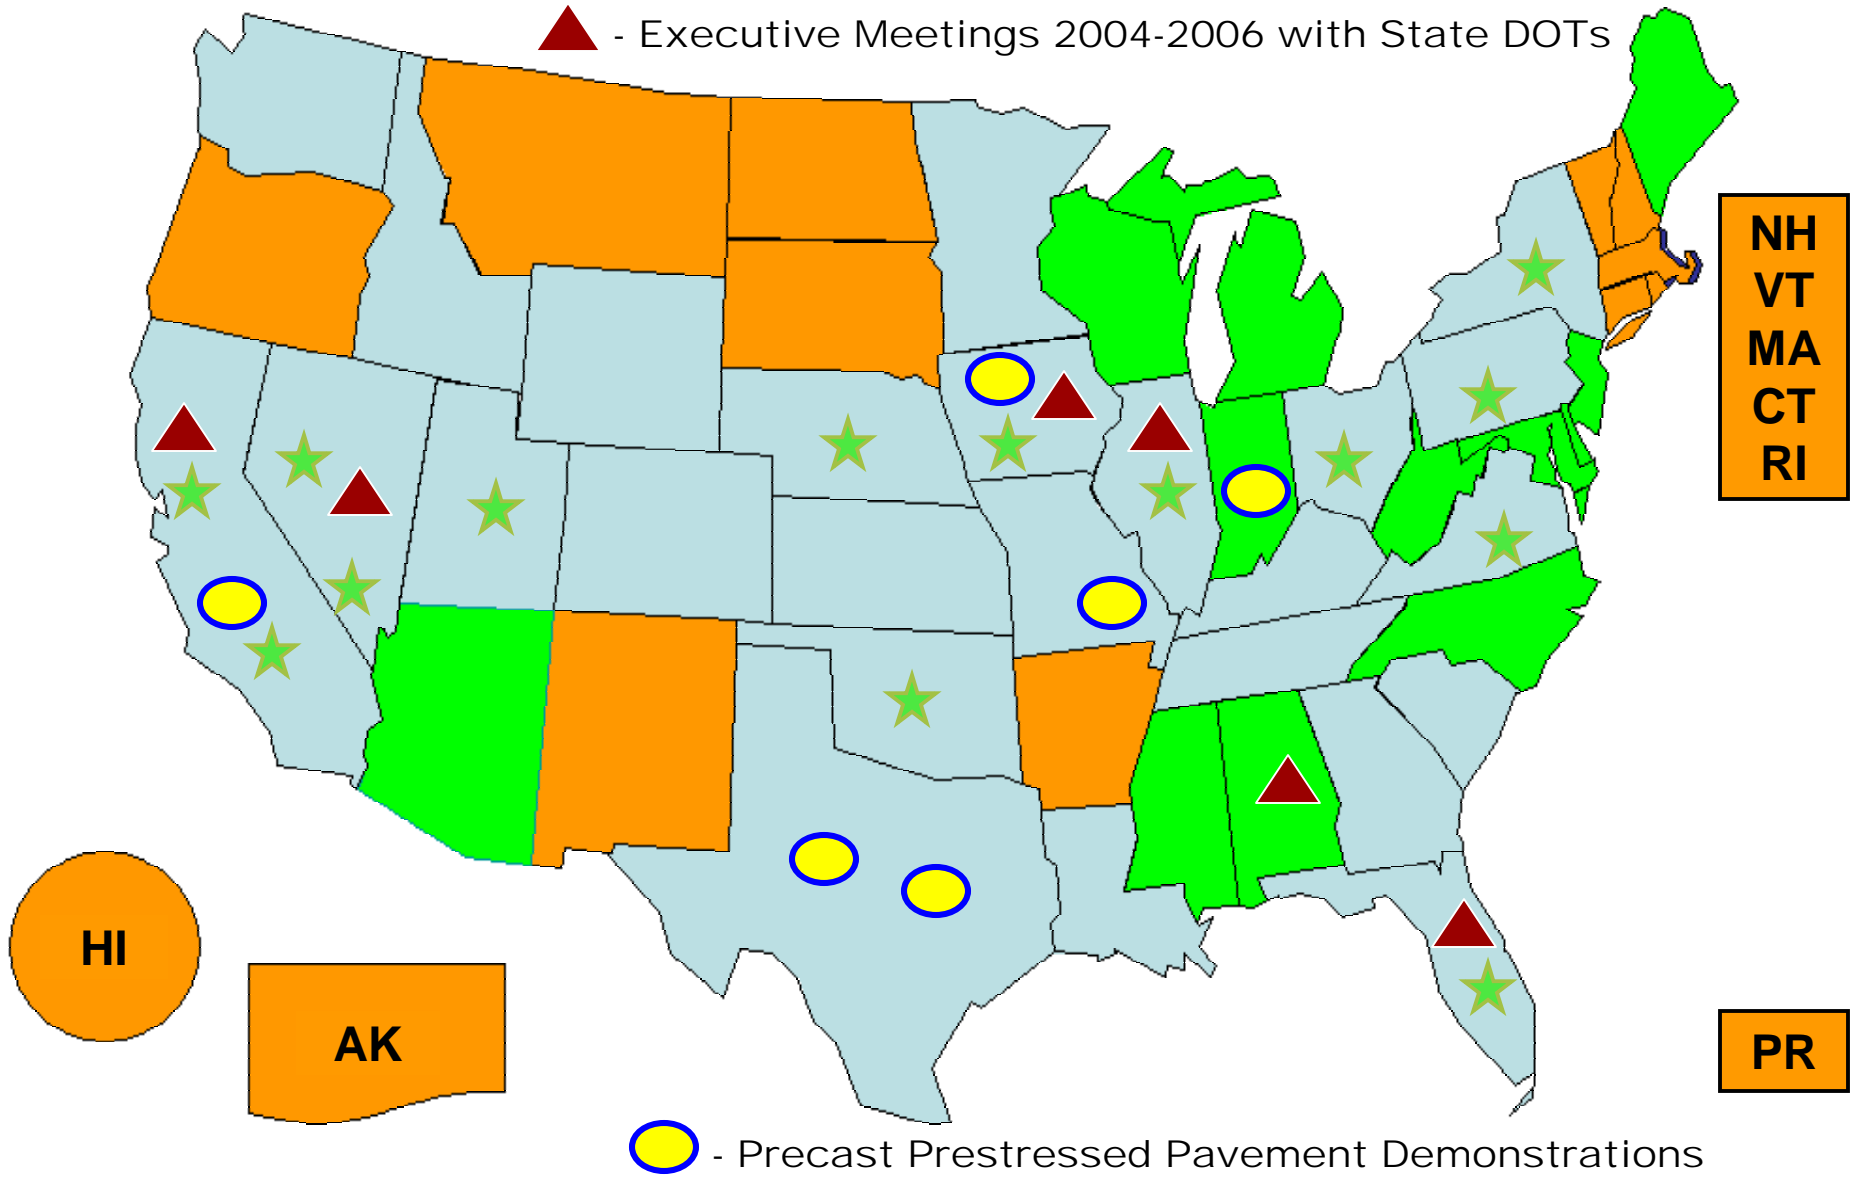 - Executive Meetings 2004-2006 with State DOTs
NH
VT
MA
CT
RI
HI
AK
PR
- Precast Prestressed Pavement Demonstrations